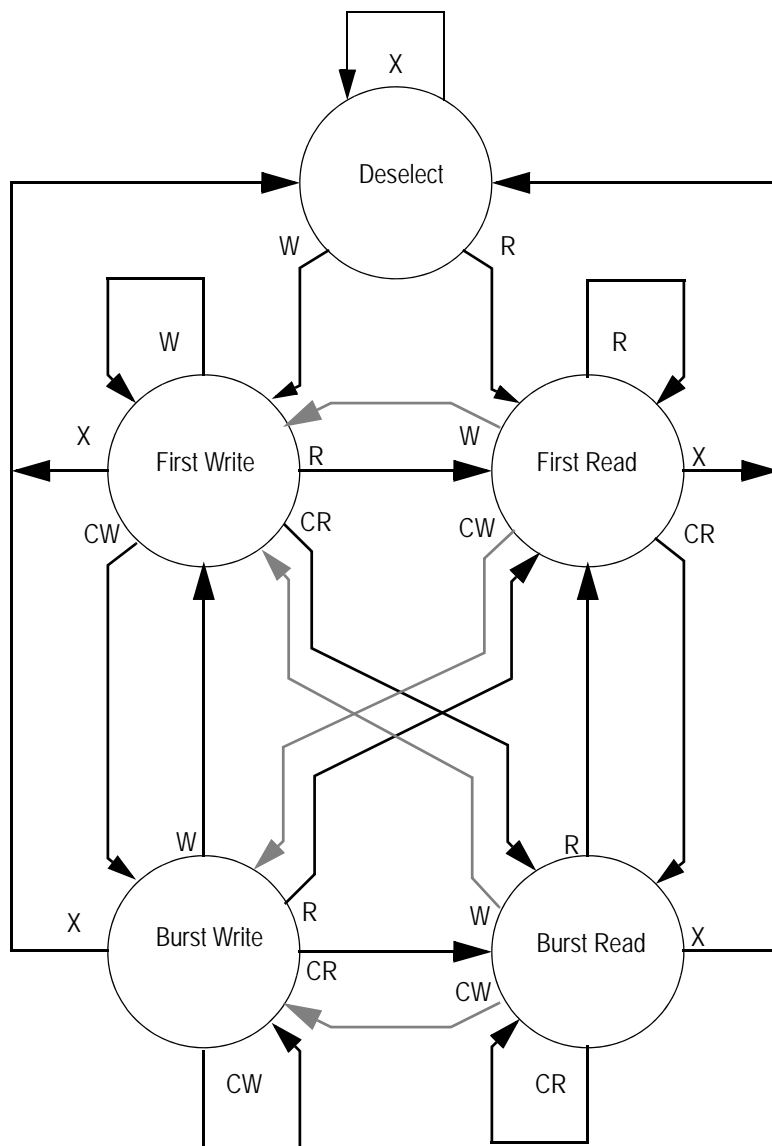 X
Deselect
W
R
W
R
X
W
First Write
R
First Read
X
CW
CR
CW
CR
W
R
X
Burst Write
R
W
Burst Read
X
CR
CW
CW
CR